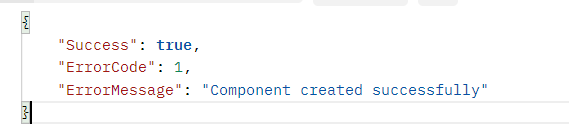 {
"Success": true,
"ErrorCode": 1,
"ErrorMessage": "Component created successfully"
}